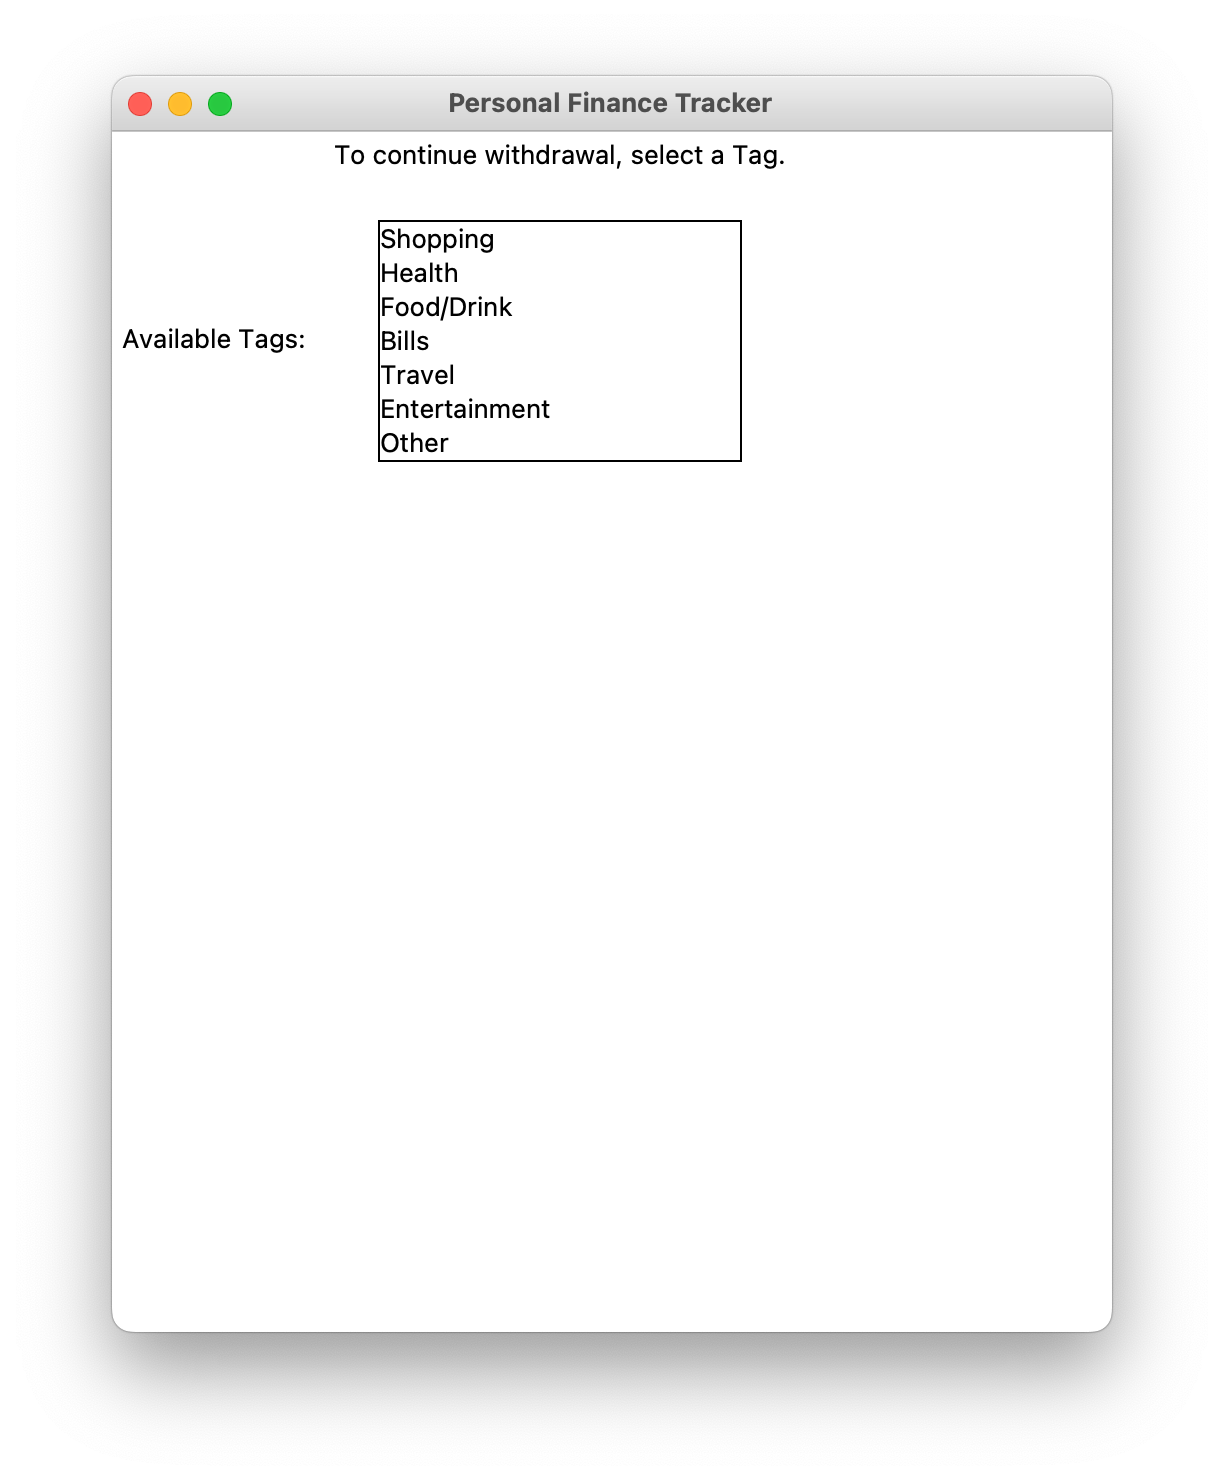 Personal Finance Tracker
To continue withdrawal, select a Tag.
Available Tags:
Shopping
Health
Food/Drink
Bills
Travel
Entertainment
Other